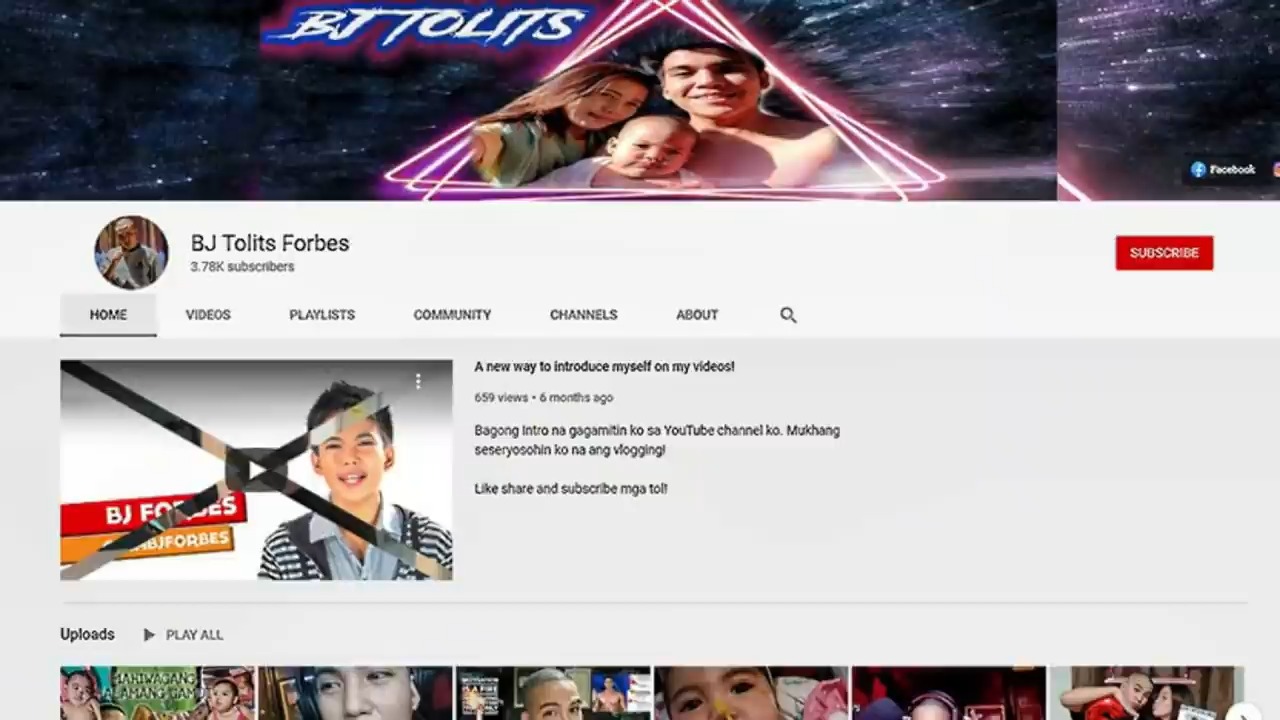 BJ TOLITS
Facebook
BJ Tolits Forbes
3.78K subscribers
SUBSCRIBE
HOME
VIDEOS
PLAYLISTS
COMMUNITY
CHANNELS
ABOUT
A new way to introduce myself on my videos!
659 views • 6 months ago
Bagong Intro na gagamitin ko sa YouTube channel ko. Mukhang
seseryosohin ko na ang vlogging!
Like share and subscribe mga tol!
BJ FORBES
Uploads
PLAY ALL